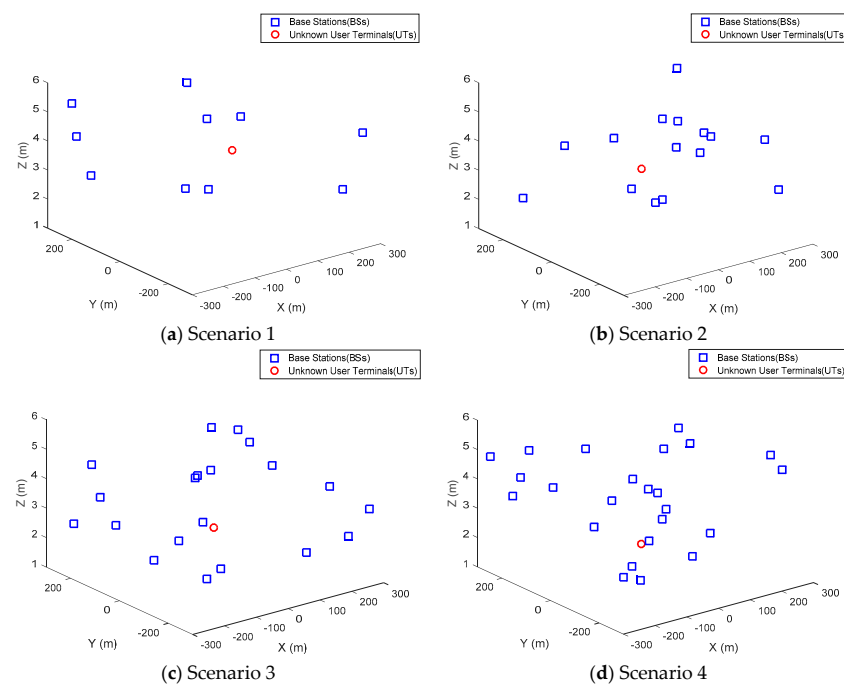 Base Stations(BSs)
Unknown User Terminals(UTs)
6
5
4
3
2
1
Z (m)
200
0
-200
Y (m)
-300
-200
-100
0
100
200
300
X (m)
(a) Scenario 1
Base Stations(BSs)
Unknown User Terminals(UTs)
6
5
4
3
2
1
Z (m)
200
0
-200
Y (m)
-300
-200
-100
0
100
200
300
X (m)
(b) Scenario 2
Base Stations(BSs)
Unknown User Terminals(UTs)
6
5
4
3
2
1
Z (m)
200
0
-200
Y (m)
-300
-200
-100
0
100
200
300
X (m)
(c) Scenario 3
Base Stations(BSs)
Unknown User Terminals(UTs)
6
5
4
3
2
1
Z (m)
200
0
-200
Y (m)
-300
-200
-100
0
100
200
300
X (m)
(d) Scenario 4